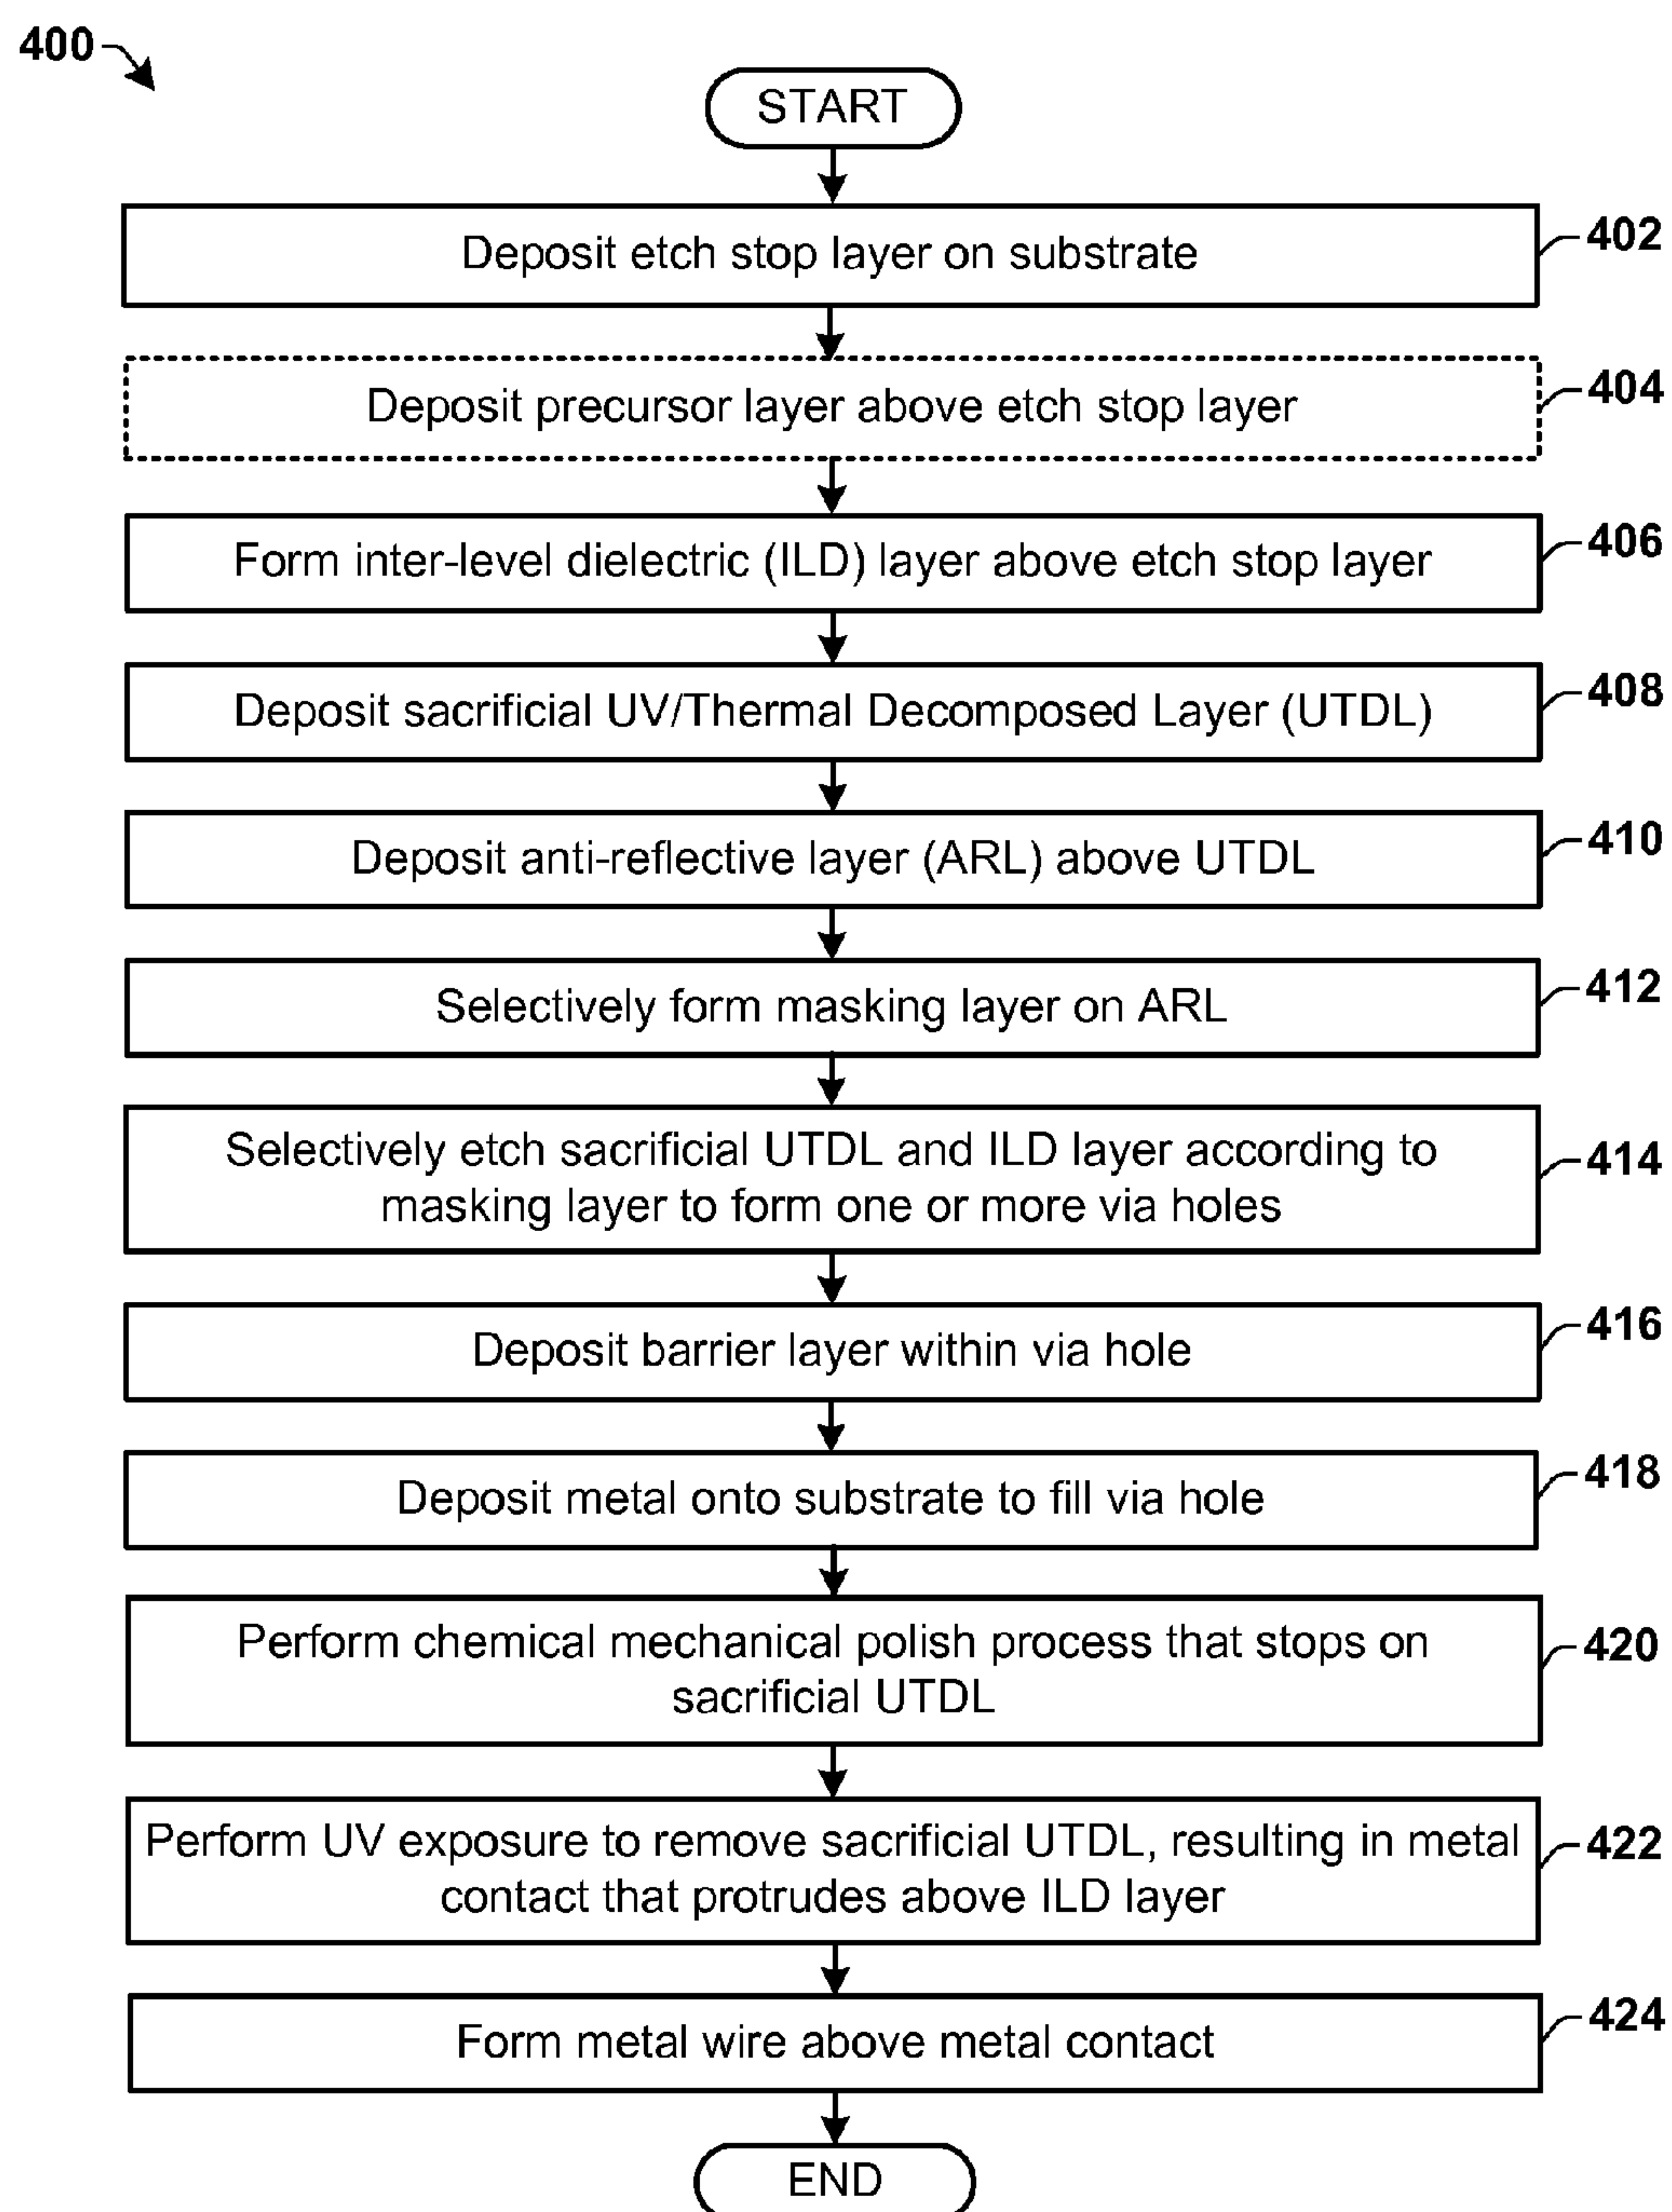 400
START
Deposit etch stop layer on substrate
402
Deposit precursor layer above etch stop layer
404
Form inter-level dielectric (ILD) layer above etch stop layer
406
Deposit sacrificial UV/Thermal Decomposed Layer (UTDL)
408
Deposit anti-reflective layer (ARL) above UTDL
410
Selectively form masking layer on ARL
412
Selectively etch sacrificial UTDL and ILD layer according to
masking layer to form one or more via holes
414
Deposit barrier layer within via hole
416
Deposit metal onto substrate to fill via hole
418
Perform chemical mechanical polish process that stops on
sacrificial UTDL
420
Perform UV exposure to remove sacrificial UTDL, resulting in metal
contact that protrudes above ILD layer
422
Form metal wire above metal contact
424
END